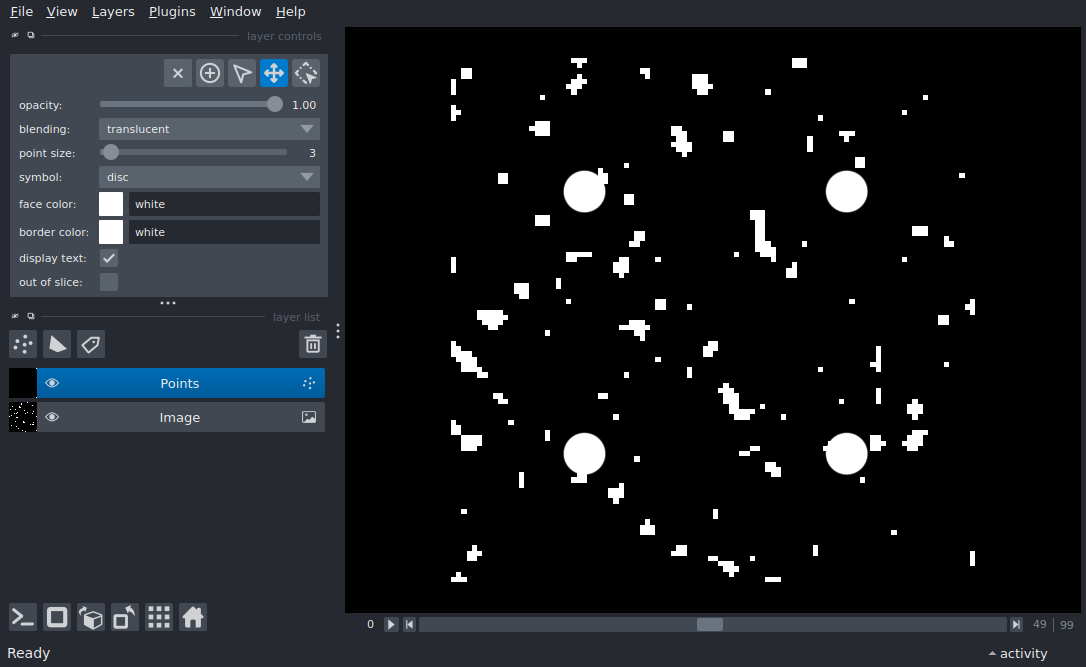 File View Layers Plugins Window Help
layer controls
opacity: 1.00
blending: translucent
point size: 3
symbol: disc
face color: white
border color: white
display text:
out of slice:
layer list
Points
Image
0 49 99
Ready activity